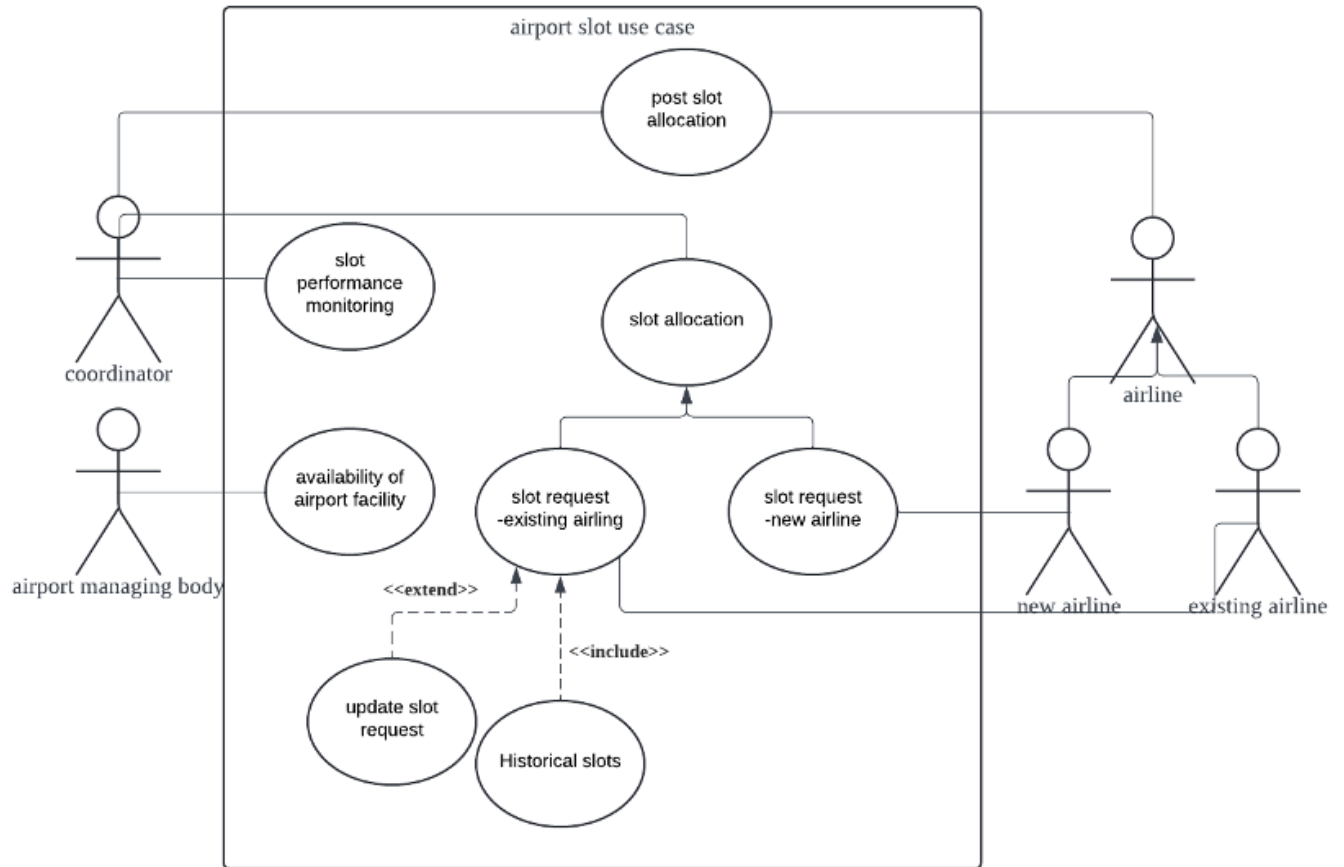 airport slot use case
post slot
allocation
slot
performance
monitoring
slot allocation
coordinator
airline
availability of
airport facility
slot request
-existing airling
slot request
-new airline
airport managing body
<<extend>>
new airline
existing airline
<<include>>
update slot
request
Historical slots